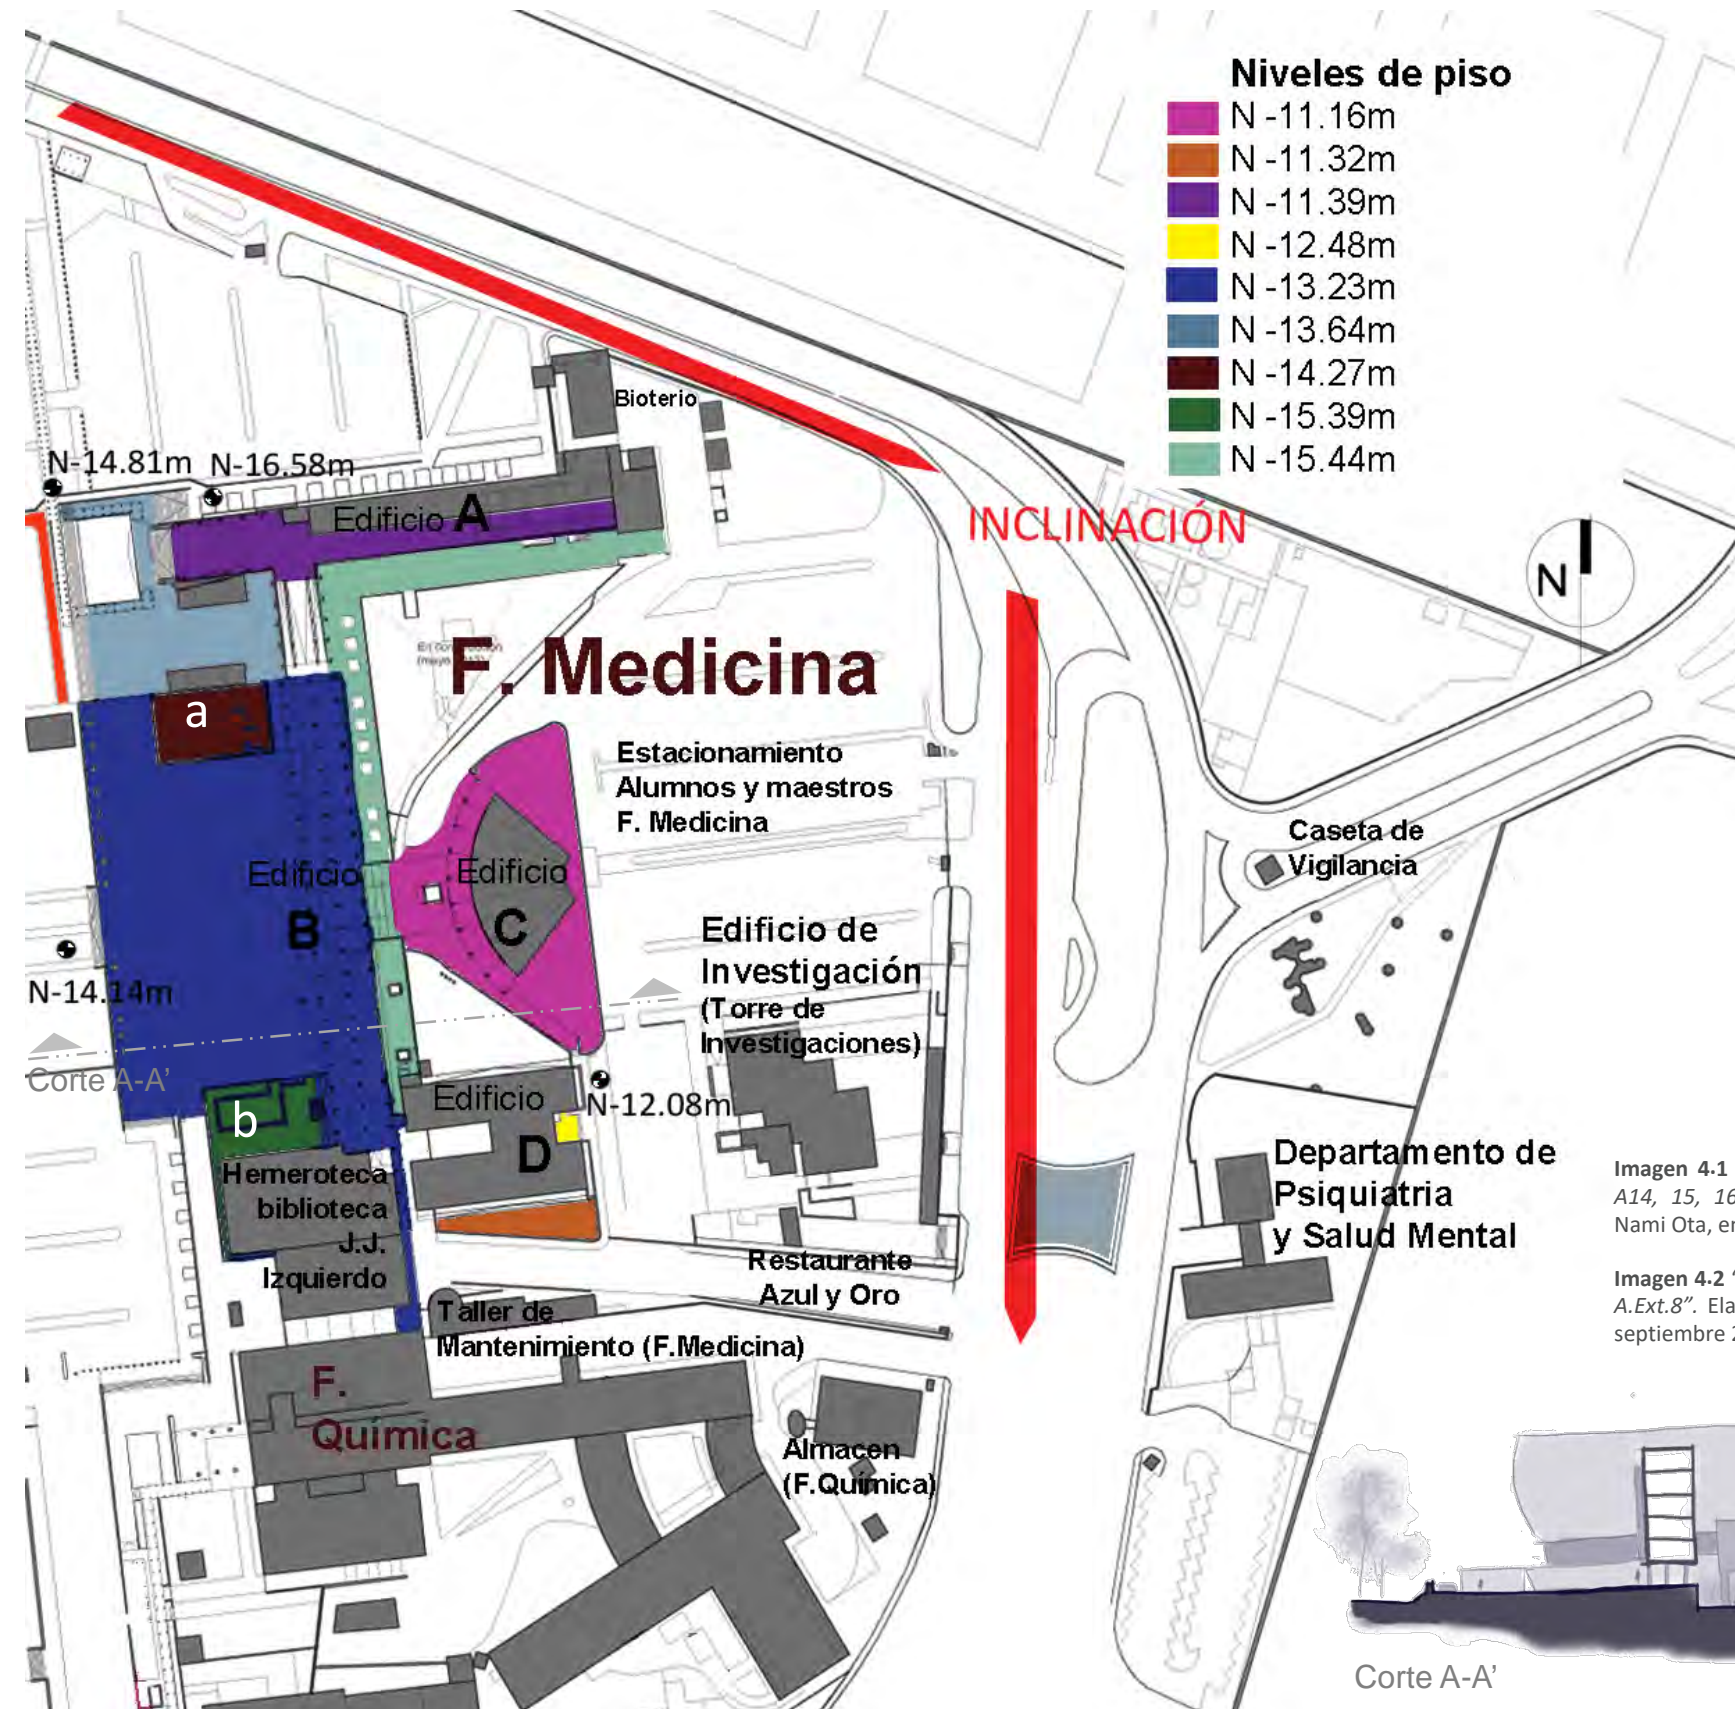 Niveles de piso
N -11.16m
N -11.32m
N -11.39m
N -12.48m
N -13.23m
N -13.64m
N -14.27m
N -15.39m
N -15.44m
Bioterio
N-14.81m
N-16.58m
Edificio A
INCLINACIÓN
N
F. Medicina
a
Estacionamiento
Alumnos y maestros
F. Medicina
Caseta de
Vigilancia
Edificio
B
Edificio
C
Edificio de
Investigación
(Torre de
Investigaciones)
N-14.14m
Corte A-A'
b
Edificio
D
N-12.08m
Hemeroteca
biblioteca
J.J.
Izquierdo
Departamento de
Psiquiatria
y Salud Mental
Restaurante
Azul y Oro
Taller de
Mantenimiento (F.Medicina)
F.
Química
Almacen
(F.Química)
Imagen 4.1
A14, 15, 16
Nami Ota, en
Imagen 4.2 "
A.Ext.8". Ela
septiembre 2
Corte A-A'